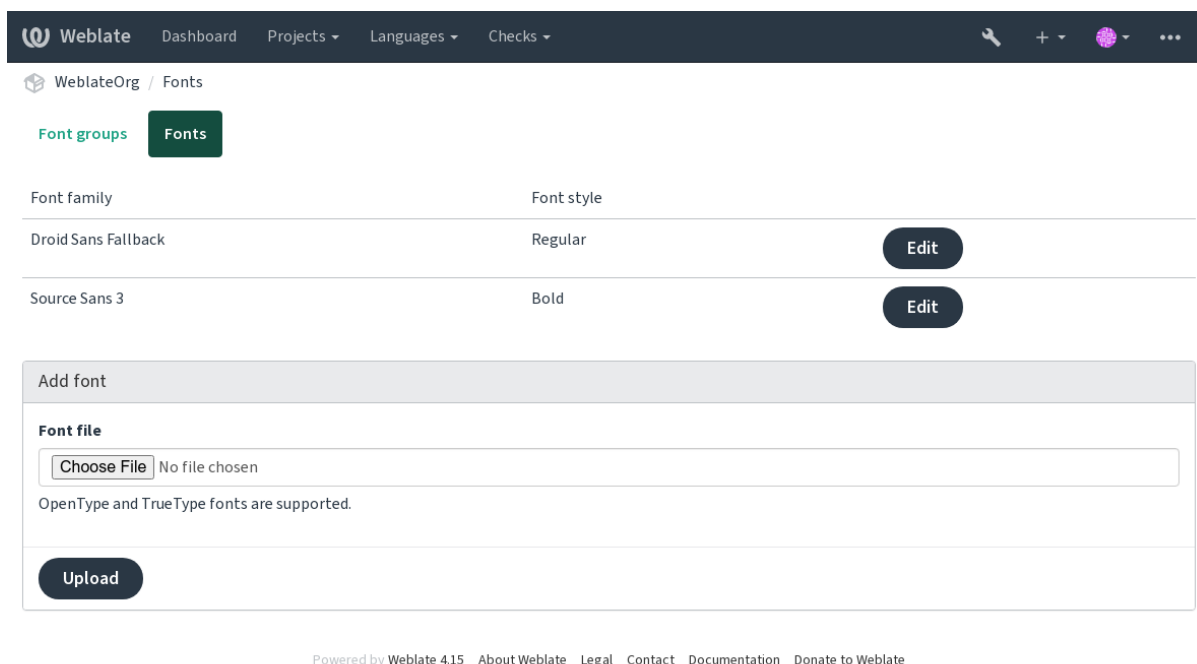 Weblate Dashboard Projects Languages Checks
WeblateOrg / Fonts
Font groups Fonts
Font family Font style
Droid Sans Fallback Regular Edit
Source Sans 3 Bold Edit
Add font
Font file
Choose File No file chosen
OpenType and TrueType fonts are supported.
Upload
Powered by Weblate 4.15 About Weblate Legal Contact Documentation Donate to Weblate